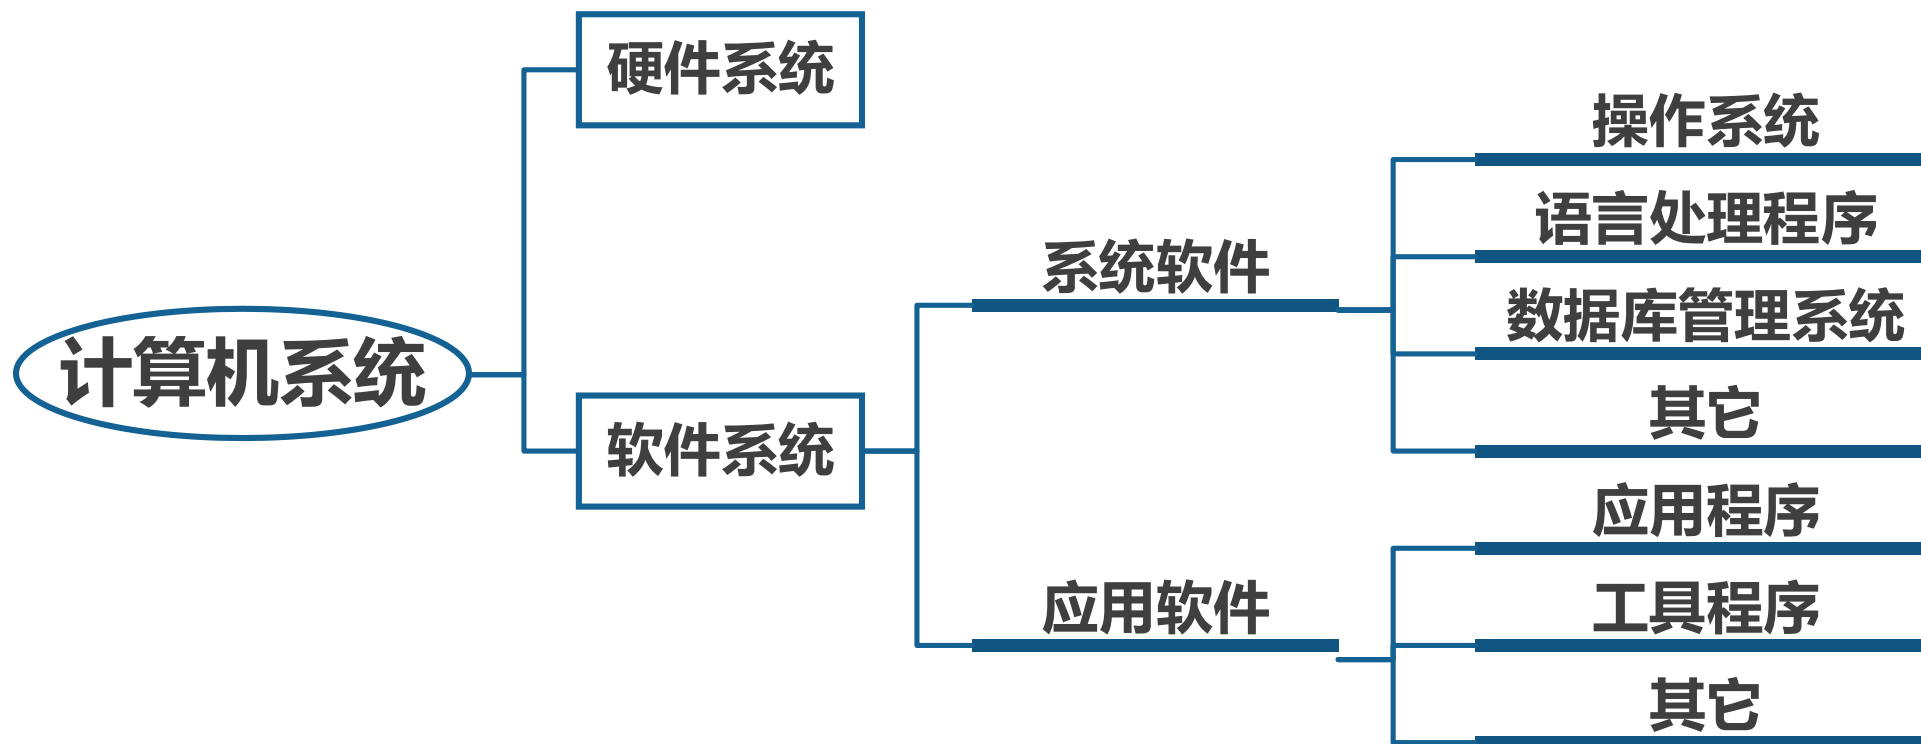 计算机系统
硬件系统
软件系统
系统软件
操作系统
语言处理程序
数据库管理系统
其它
应用软件
应用程序
工具程序
其它